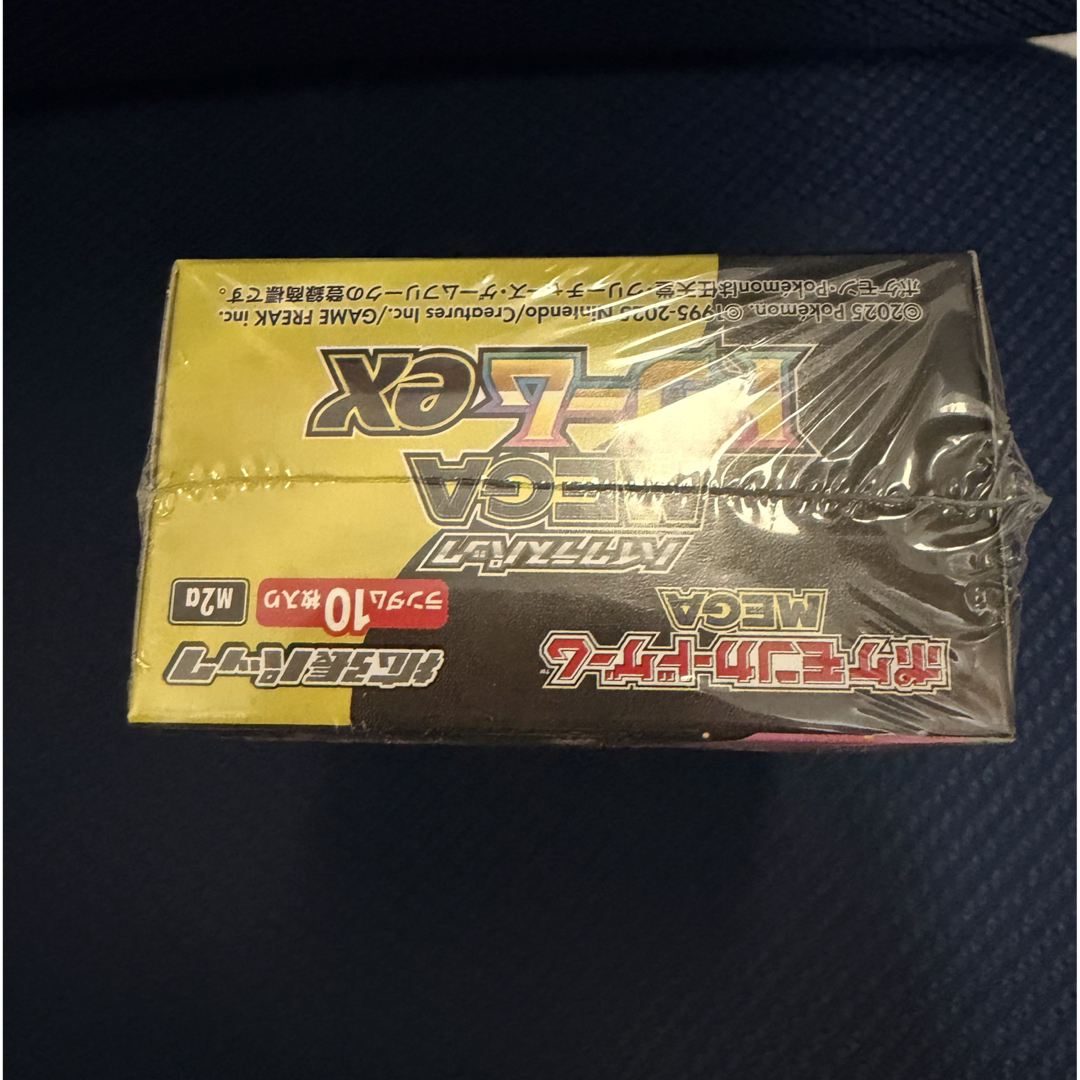 ポケモンカードゲーム™
MEGA
拡張パック
ランダム10枚入り
M2a
ハイクラスパック
MEGA
ドリーム ex
©2025 Pokémon. ©1995-2025 Nintendo/Creatures Inc./GAME FREAK inc.
ポケモン・Pokémonは任天堂・クリーチャーズ・ゲームフリークの登録商標です。